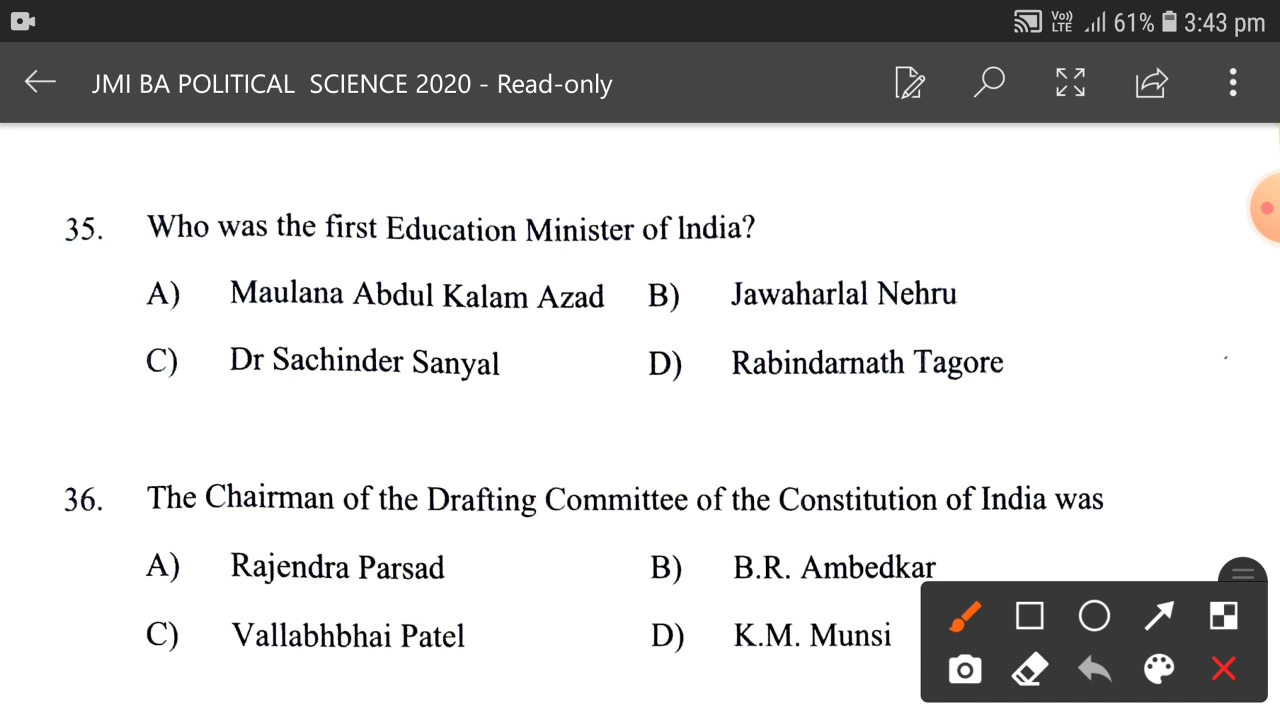 Vo)
LTE 61% 3:43 pm
JMI BA POLITICAL SCIENCE 2020 - Read-only
35. Who was the first Education Minister of India?
A) Maulana Abdul Kalam Azad B) Jawaharlal Nehru
C) Dr Sachinder Sanyal D) Rabindarnath Tagore
36. The Chairman of the Drafting Committee of the Constitution of India was
A) Rajendra Parsad B) B.R. Ambedkar
C) Vallabhbhai Patel D) K.M. Munsi